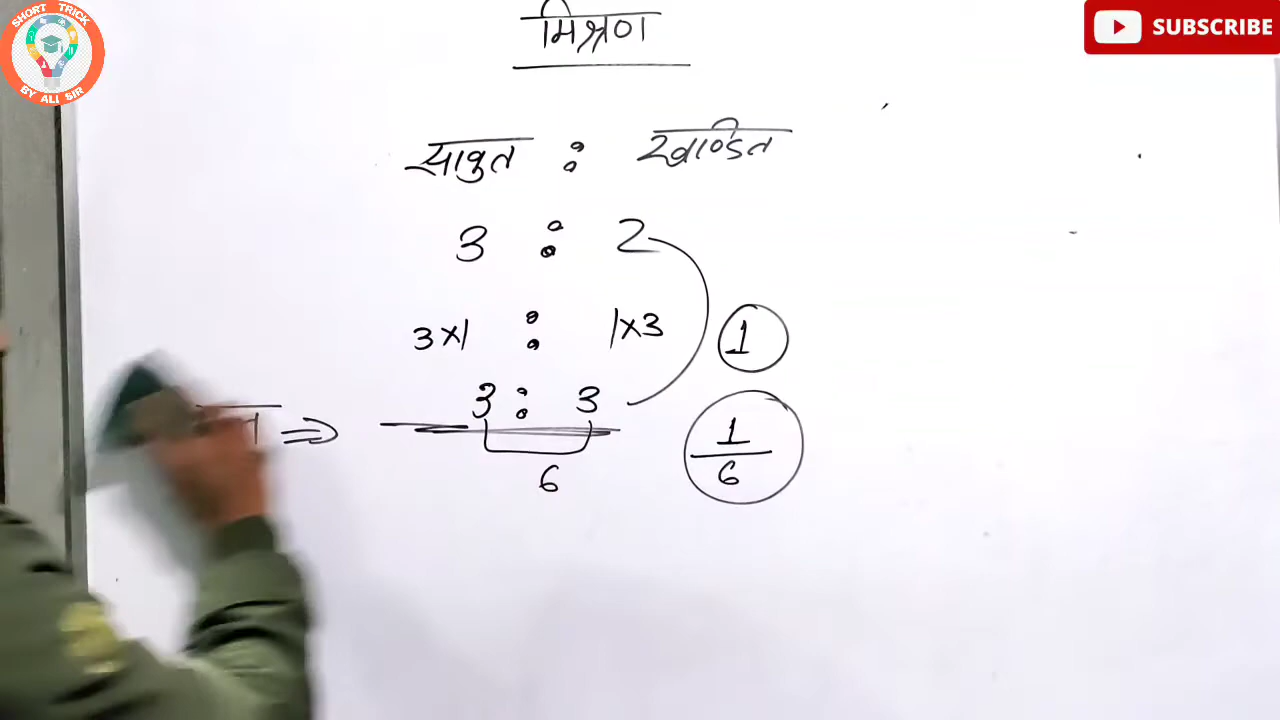 SHORT TRICK
BY ALI SIR
SUBSCRIBE
मिश्रण
साबुत : खण्डित
3 : 2
3×1 : 1×3
1
3 : 3
⇒
6
1/6